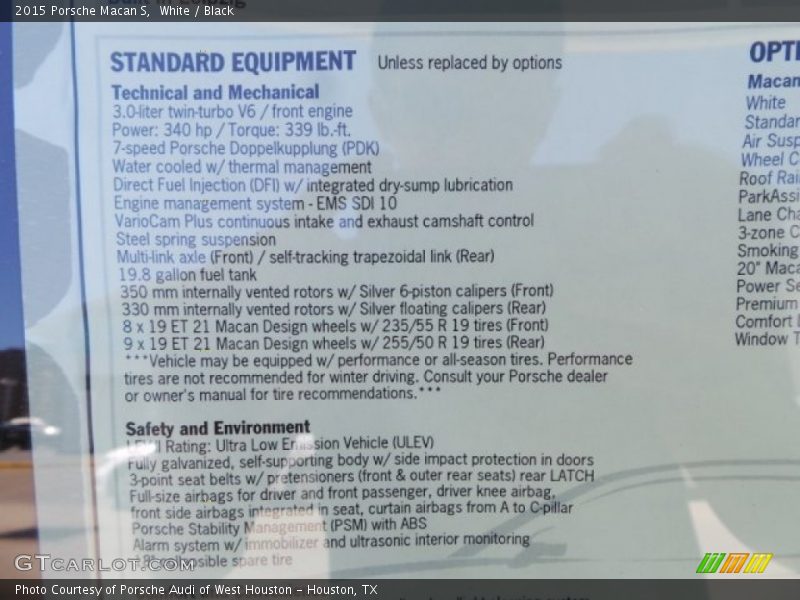 2015 Porsche Macan S, White / Black
STANDARD EQUIPMENT Unless replaced by options
Technical and Mechanical
3.0-liter twin-turbo V6 / front engine
Power: 340 hp / Torque: 339 lb.-ft.
7-speed Porsche Doppelkupplung (PDK)
Water cooled w/ thermal management
Direct Fuel Injection (DFI) w/ integrated dry-sump lubrication
Engine management system - EMS SDI 10
VarioCam Plus continuous intake and exhaust camshaft control
Steel spring suspension
Multi-link axle (Front) / self-tracking trapezoidal link (Rear)
19.8 gallon fuel tank
350 mm internally vented rotors w/ Silver 6-piston calipers (Front)
330 mm internally vented rotors w/ Silver floating calipers (Rear)
8 x 19 ET 21 Macan Design wheels w/ 235/55 R 19 tires (Front)
9 x 19 ET 21 Macan Design wheels w/ 255/50 R 19 tires (Rear)
***Vehicle may be equipped w/ performance or all-season tires. Performance
tires are not recommended for winter driving. Consult your Porsche dealer
or owner's manual for tire recommendations.***
Safety and Environment
Rating: Ultra Low Emission Vehicle (ULEV)
Fully galvanized, self-supporting body w/ side impact protection in doors
3-point seat belts w/ pretensioners (front & outer rear seats) rear LATCH
Full-size airbags for driver and front passenger, driver knee airbag,
front side airbags integrated in seat, curtain airbags from A to C-pillar
Porsche Stability Management (PSM) with ABS
Alarm system w/ immobilizer and ultrasonic interior monitoring
collapsible spare tire
OPTI
Macan
White
Standar
Air Susp
Wheel C
Roof Rai
ParkAssi
Lane Cha
3-zone C
Smoking
20" Maca
Power Se
Premium
Comfort
Window T
GTcarlot.com
Photo Courtesy of Porsche Audi of West Houston - Houston, TX